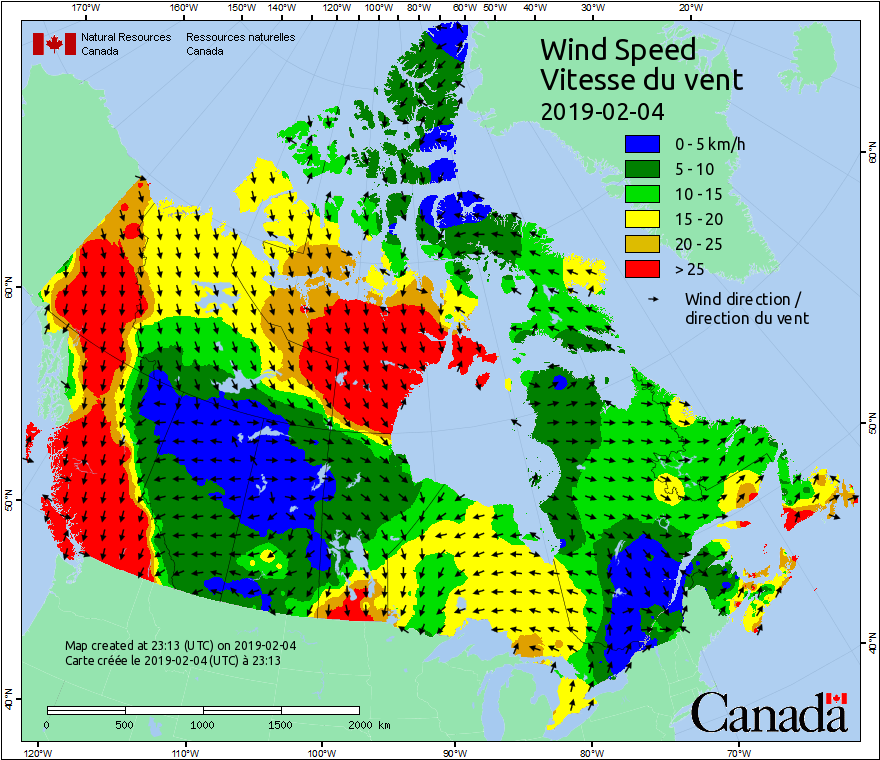 170°W 160°W 150°W 140°W 130°W 120°W 110°W 100°W 90°W 80°W 60°W 50°W 40°W 30°W 20°W
Natural Resources Ressources naturelles
Canada Canada
Wind Speed
Vitesse du vent
2019-02-04
0 - 5 km/h
5 - 10
10 - 15
15 - 20
20 - 25
> 25
Wind direction /
direction du vent
60°N
60°N
50°N
50°N
40°N
40°N
Map created at 23:13 (UTC) on 2019-02-04
Carte créée le 2019-02-04 (UTC) à 23:13
0 500 1000 1500 2000 km
Canada
120°W 110°W 100°W 90°W 80°W 70°W